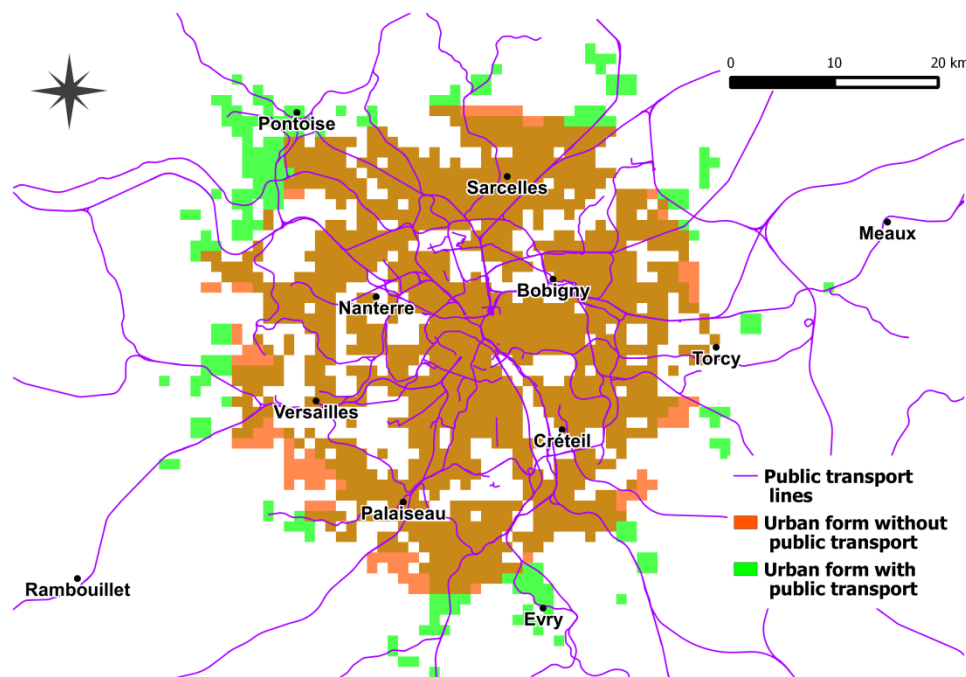 0 20 km
10
Pontoise
Sarcelles
Meaux
Bobigny
Nanterre
Torcy
Versailles
Créteil
Public transport
lines
Palaiseau
Urban form without
public transport
Urban form with
public transport
Rambouillet
Evry